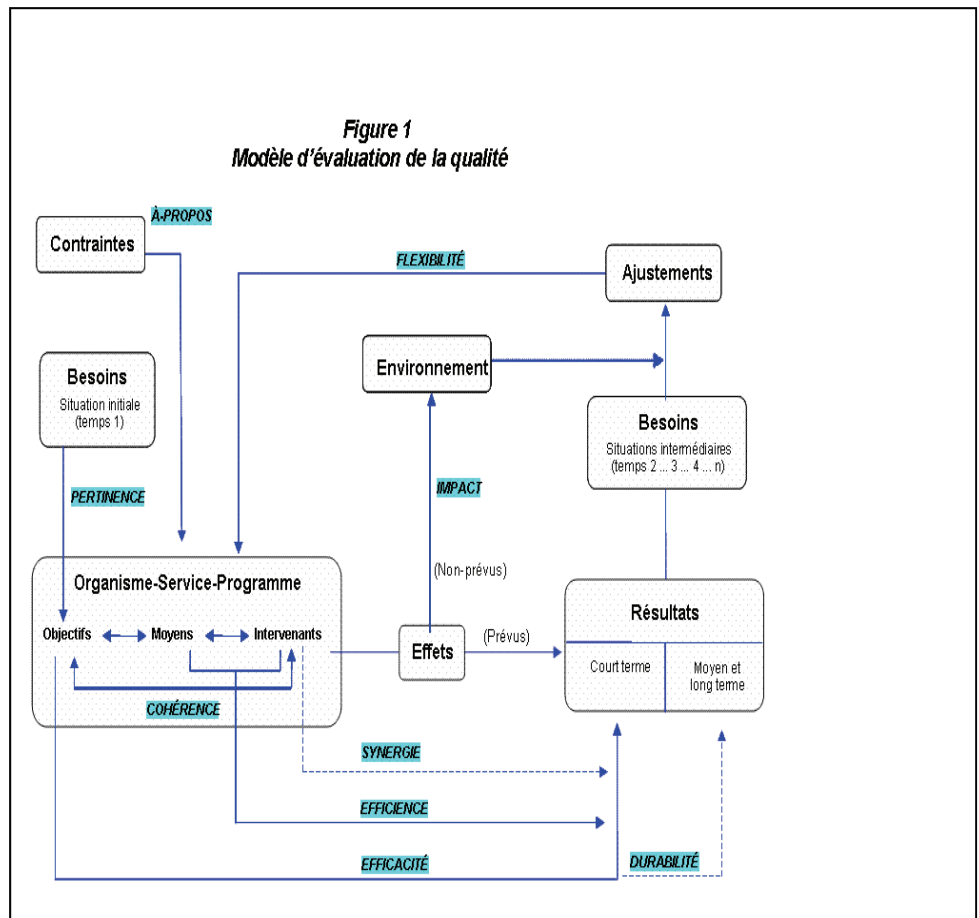 Figure 1
Modèle d'évaluation de la qualité
À-PROPOS
Contraintes
FLEXIBILITÉ
Ajustements
Environnement
Besoins
Situation initiale
(temps 1)
Besoins
Situations intermédiaires
(temps 2 ... 3 ... 4 ... n)
PERTINENCE
IMPACT
(Non-prévus)
Organisme-Service-Programme
Objectifs
Moyens
Intervenants
COHÉRENCE
Effets
(Prévus)
Résultats
Court terme
Moyen et
long terme
SYNERGIE
EFFICIENCE
EFFICACITÉ
DURABILITÉ